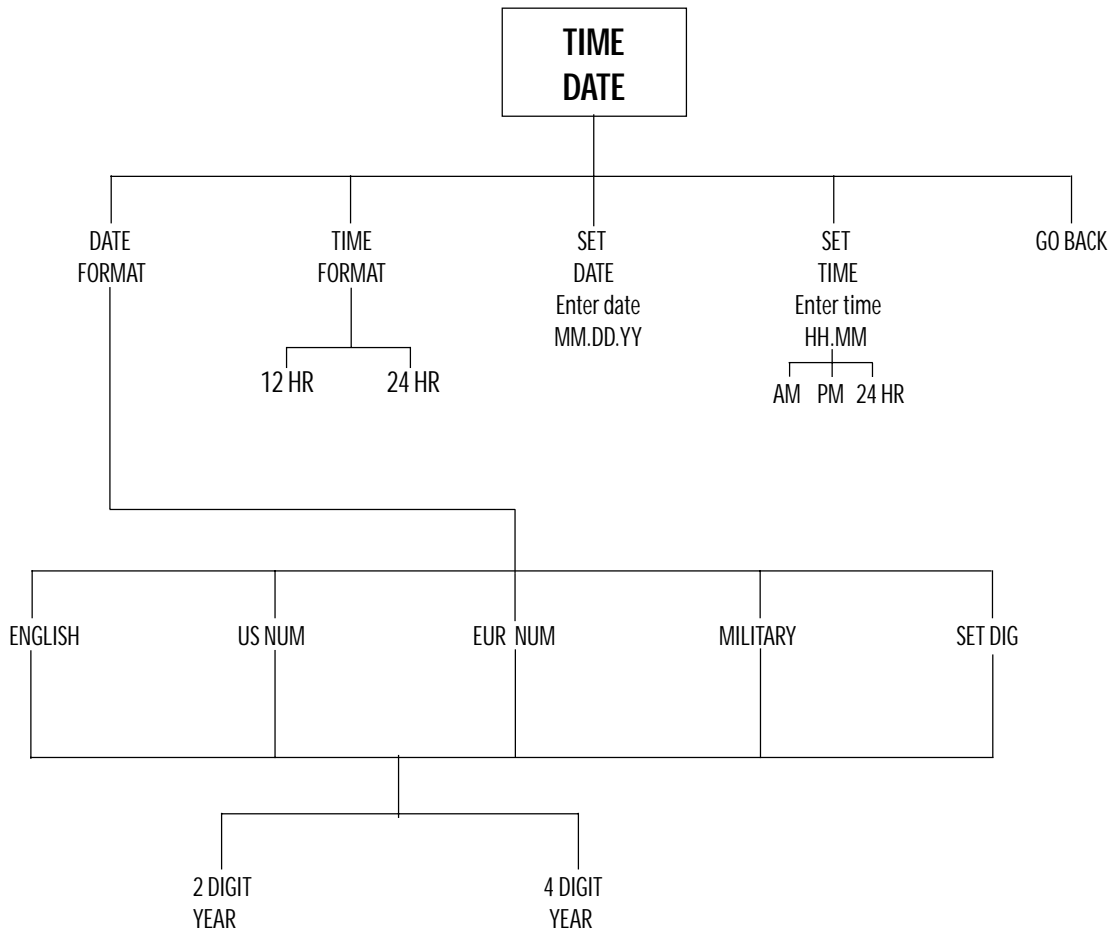 TIME
DATE
DATE
FORMAT
TIME
FORMAT
SET
DATE
Enter date
MM.DD.YY
SET
TIME
Enter time
HH.MM
GO BACK
12 HR
24 HR
AM PM 24 HR
ENGLISH
US NUM
EUR NUM
MILITARY
SET DIG
2 DIGIT
YEAR
4 DIGIT
YEAR